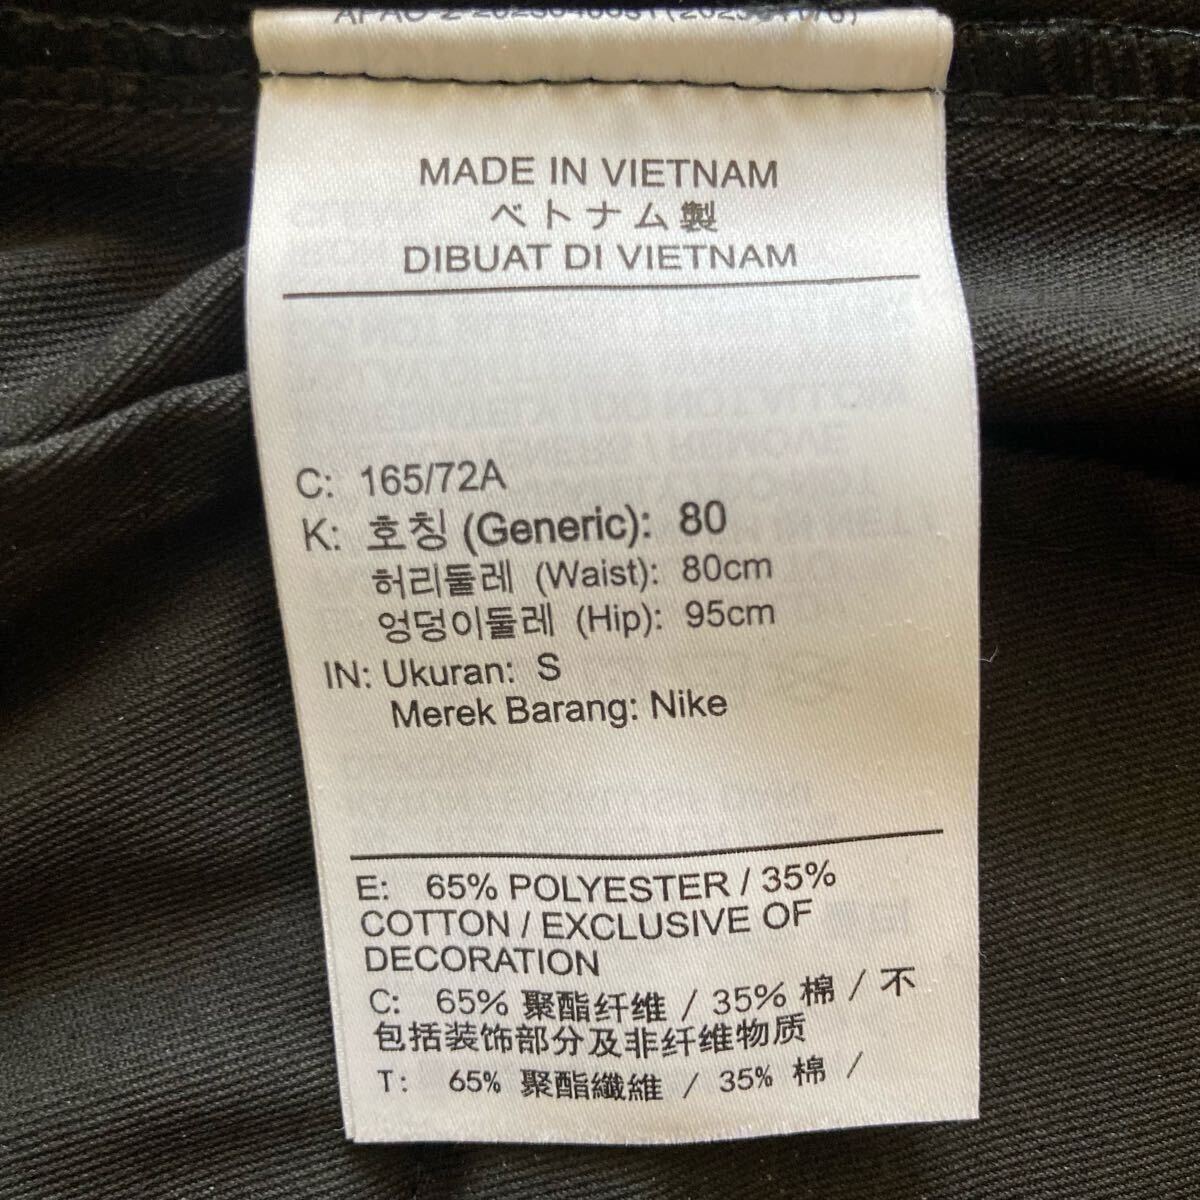 MADE IN VIETNAM
ベトナム製
DIBUAT DI VIETNAM
C: 165/72A
K: 호칭 (Generic): 80
허리둘레 (Waist): 80cm
엉덩이둘레 (Hip): 95cm
IN: Ukuran: S
Merek Barang: Nike
E: 65% POLYESTER / 35%
COTTON / EXCLUSIVE OF
DECORATION
C: 65% 聚酯纤维 / 35% 棉 / 不
包括装饰部分及非纤维物质
T: 65% 聚酯纖維 / 35% 棉 /